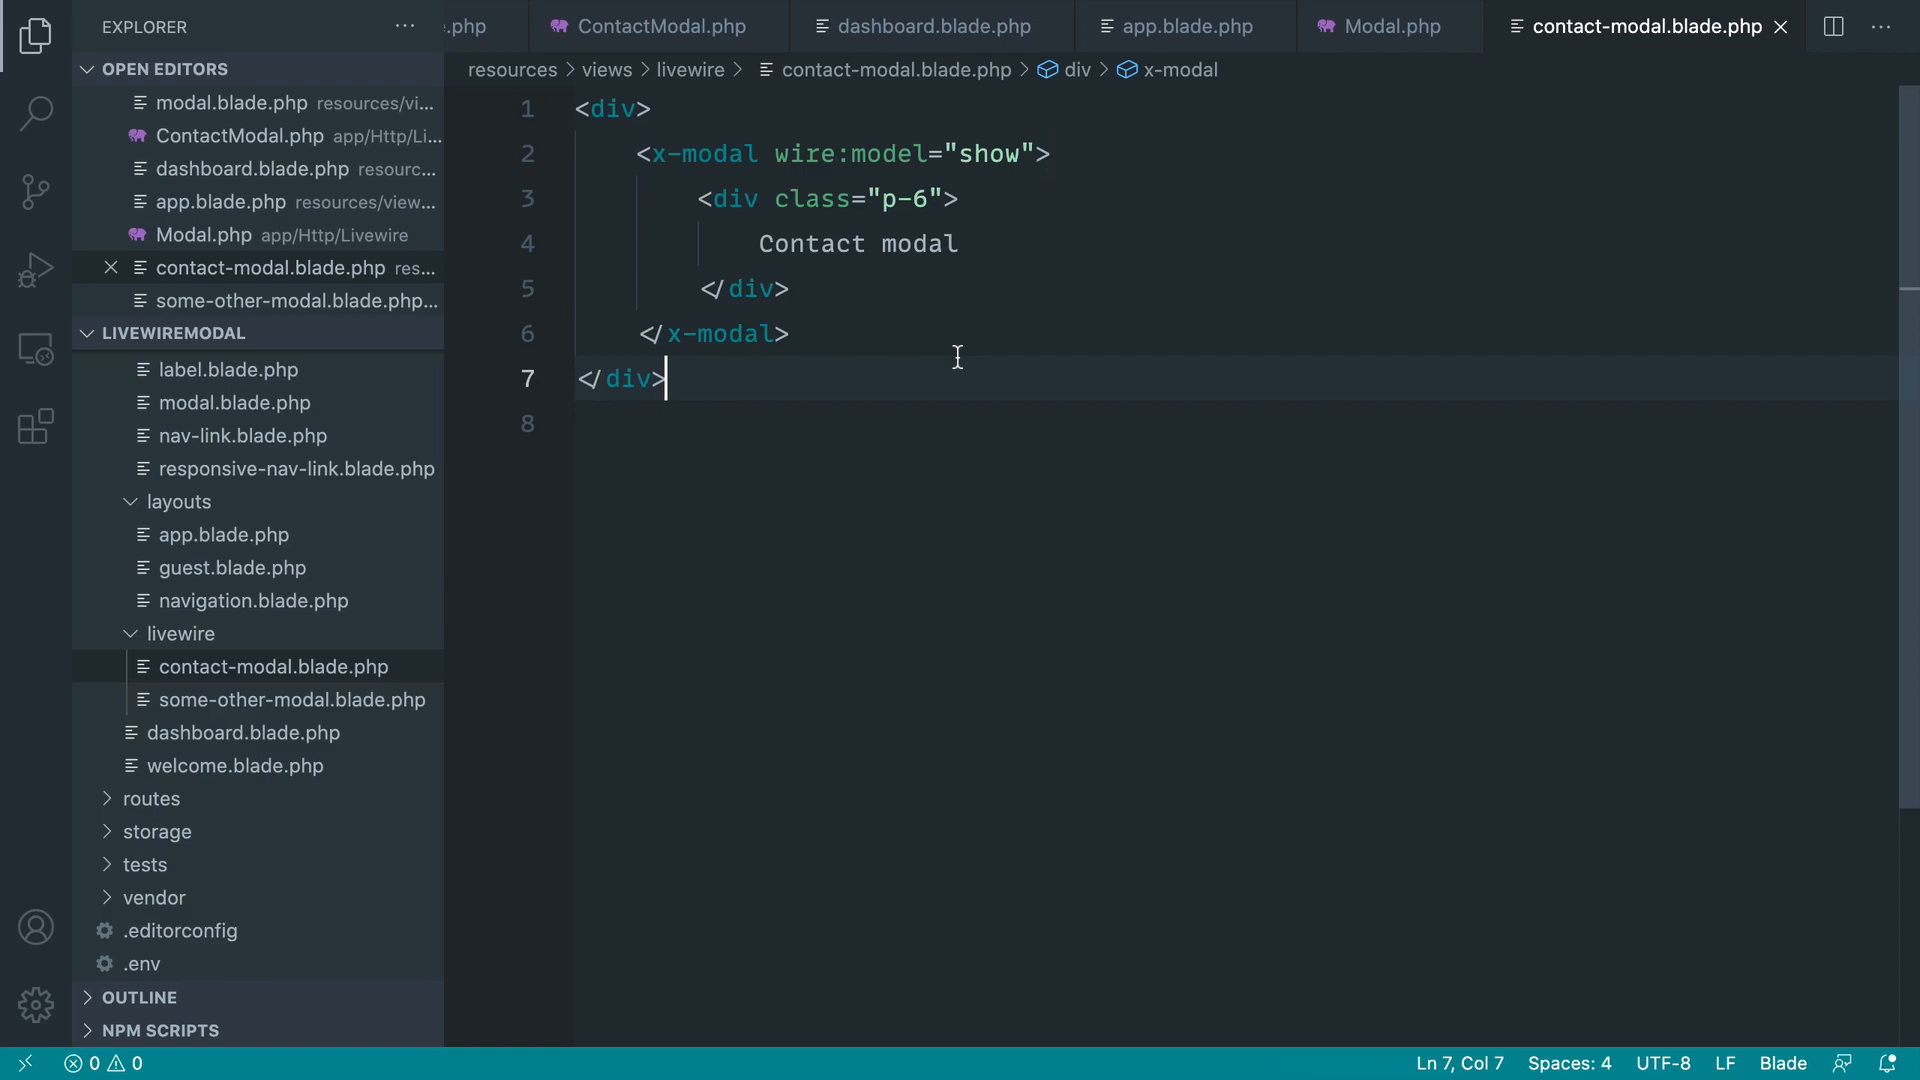 EXPLORER
.php
ContactModal.php
dashboard.blade.php
app.blade.php
Modal.php
contact-modal.blade.php
OPEN EDITORS
modal.blade.php resources/vi...
ContactModal.php app/Http/Li...
dashboard.blade.php resourc...
app.blade.php resources/view...
Modal.php app/Http/Livewire
contact-modal.blade.php res...
some-other-modal.blade.php...
LIVEWIREMODAL
label.blade.php
modal.blade.php
nav-link.blade.php
responsive-nav-link.blade.php
layouts
app.blade.php
guest.blade.php
navigation.blade.php
livewire
contact-modal.blade.php
some-other-modal.blade.php
dashboard.blade.php
welcome.blade.php
routes
storage
tests
vendor
.editorconfig
.env
OUTLINE
NPM SCRIPTS
resources > views > livewire > contact-modal.blade.php > div > x-modal
1 <div>
2 <x-modal wire:model="show">
3 <div class="p-6">
4 Contact modal
5 </div>
6 </x-modal>
7 </div>
8
0 0
Ln 7, Col 7
Spaces: 4
UTF-8
LF
Blade